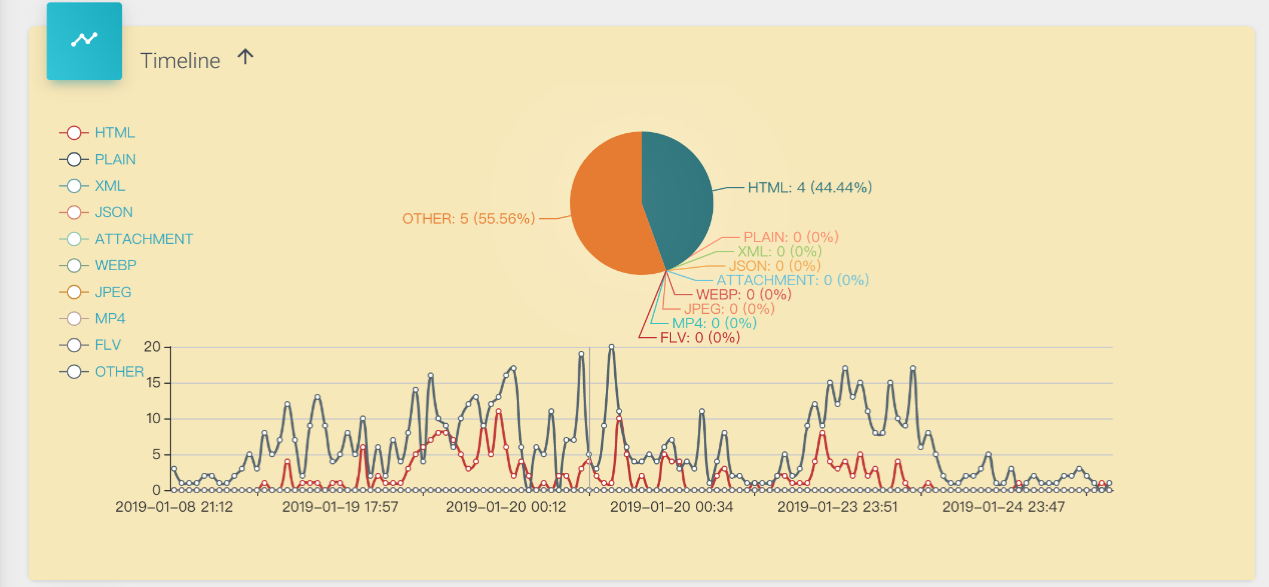 Timeline
HTML
PLAIN
XML
JSON
ATTACHMENT
WEBP
JPEG
MP4
FLV
OTHER
OTHER: 5 (55.56%)
HTML: 4 (44.44%)
PLAIN: 0 (0%)
XML: 0 (0%)
JSON: 0 (0%)
ATTACHMENT: 0 (0%)
WEBP: 0 (0%)
JPEG: 0 (0%)
MP4: 0 (0%)
FLV: 0 (0%)
20
15
10
5
0
2019-01-08 21:12 2019-01-19 17:57 2019-01-20 00:12 2019-01-20 00:34 2019-01-23 23:51 2019-01-24 23:47